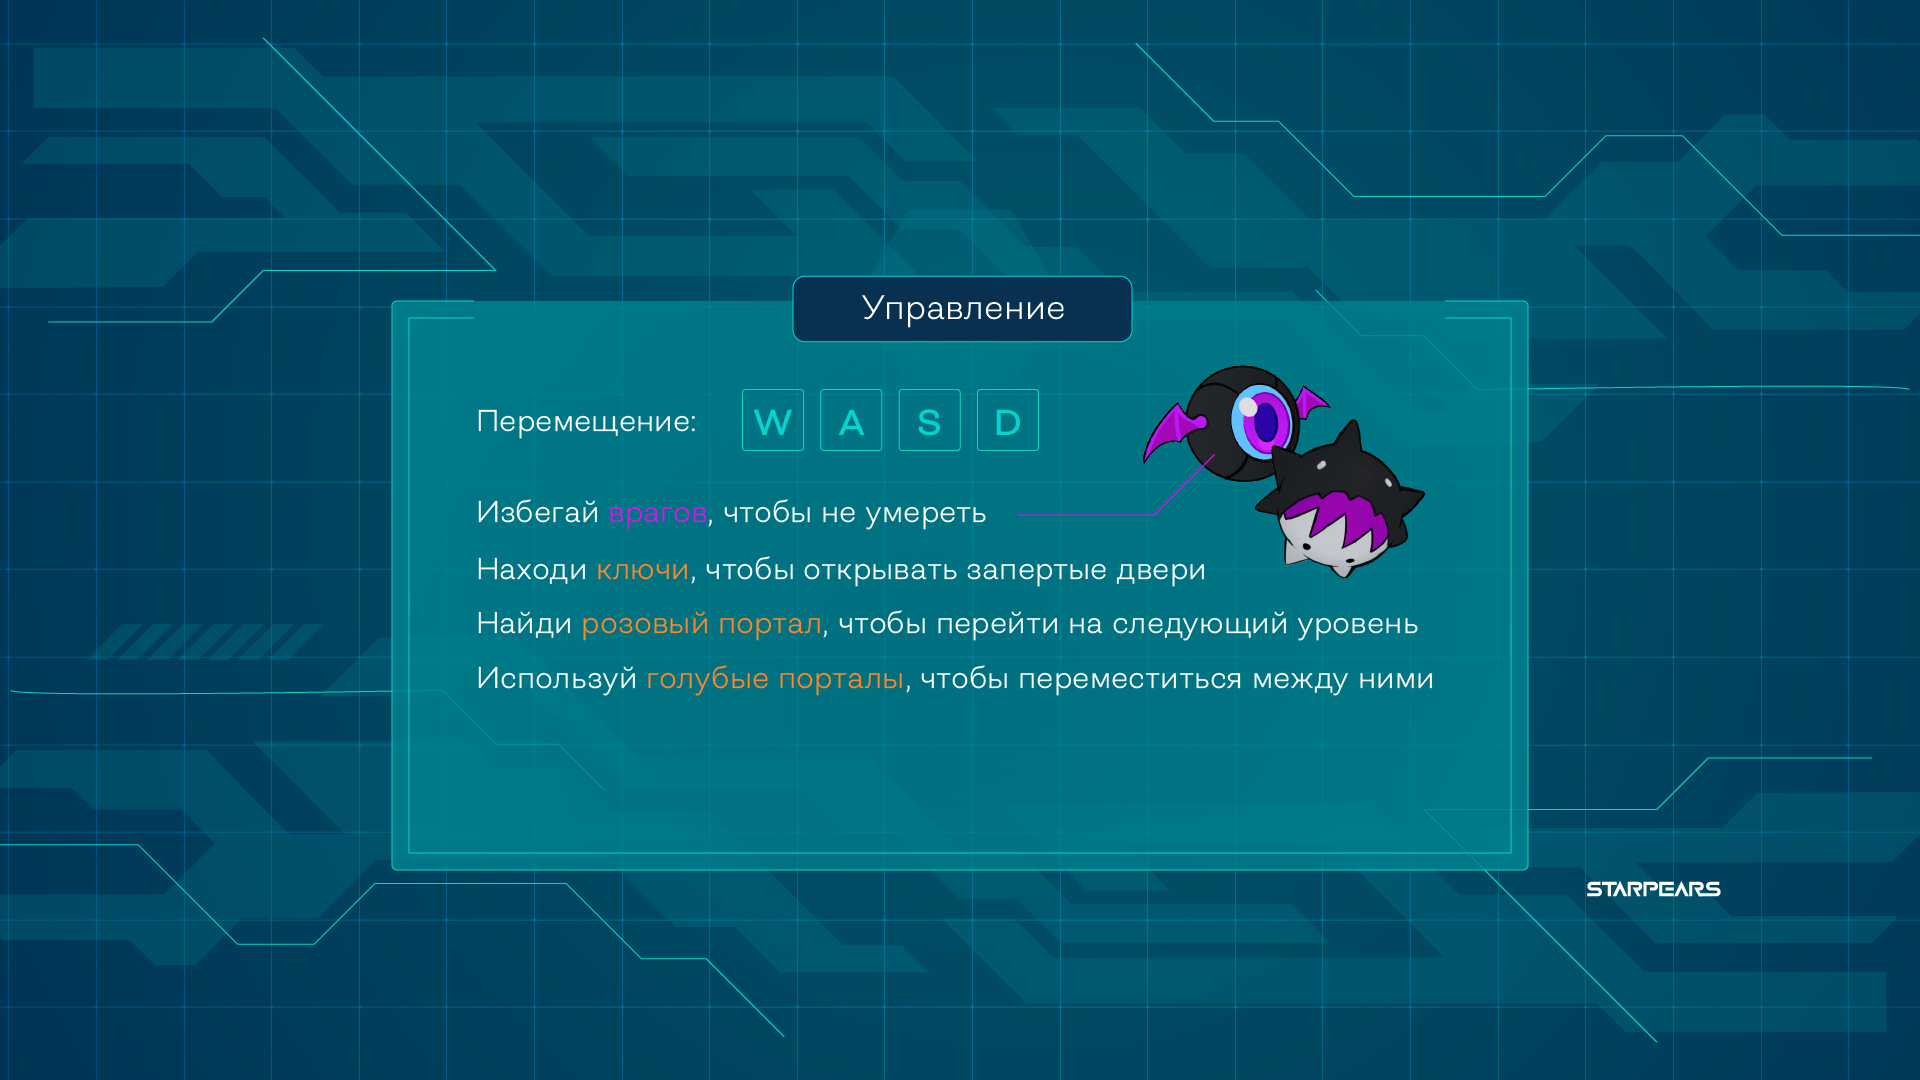 Управление
Перемещение: W A S D
Избегай врагов, чтобы не умереть
Находи ключи, чтобы открывать запертые двери
Найди розовый портал, чтобы перейти на следующий уровень
Используй голубые порталы, чтобы переместиться между ними
STARPEARS